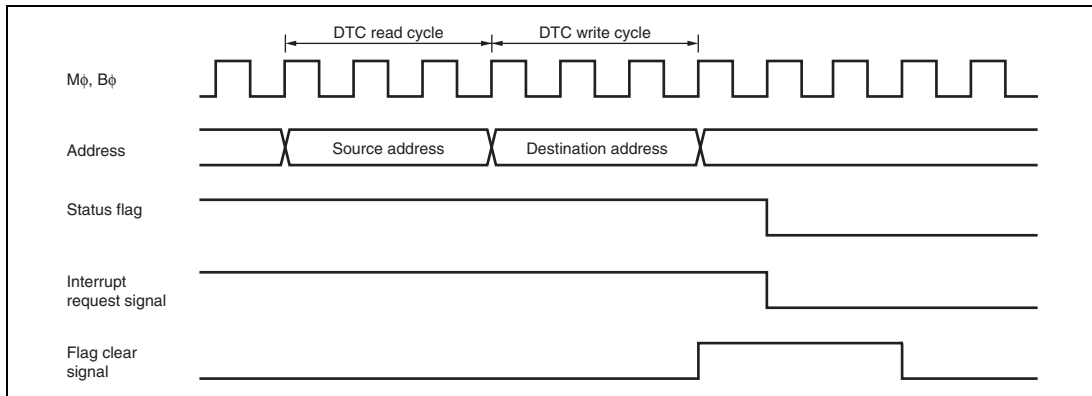 DTC read cycle
DTC write cycle
Mϕ, Bϕ
Address
Source address
Destination address
Status flag
Interrupt
request signal
Flag clear
signal